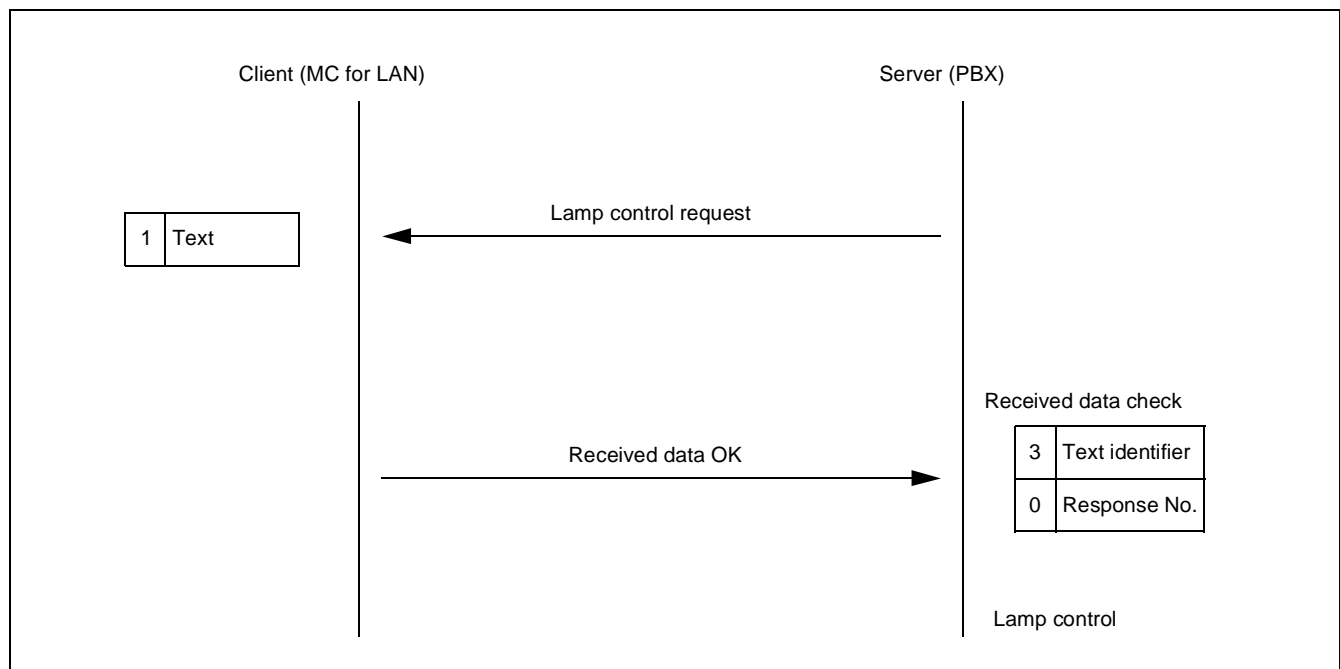 Client (MC for LAN)
Server (PBX)
Lamp control request
1 Text
Received data check
Received data OK
3 Text identifier
0 Response No.
Lamp control